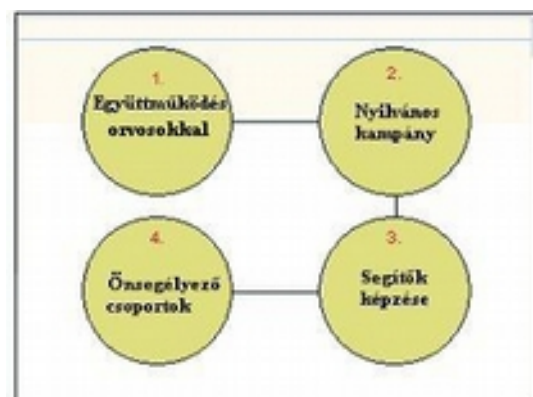 1.
Együttműködés
orvosokkal
2.
Nyilvános
kampány
3.
Segítők
képzése
4.
Önsegélyező
csoportok